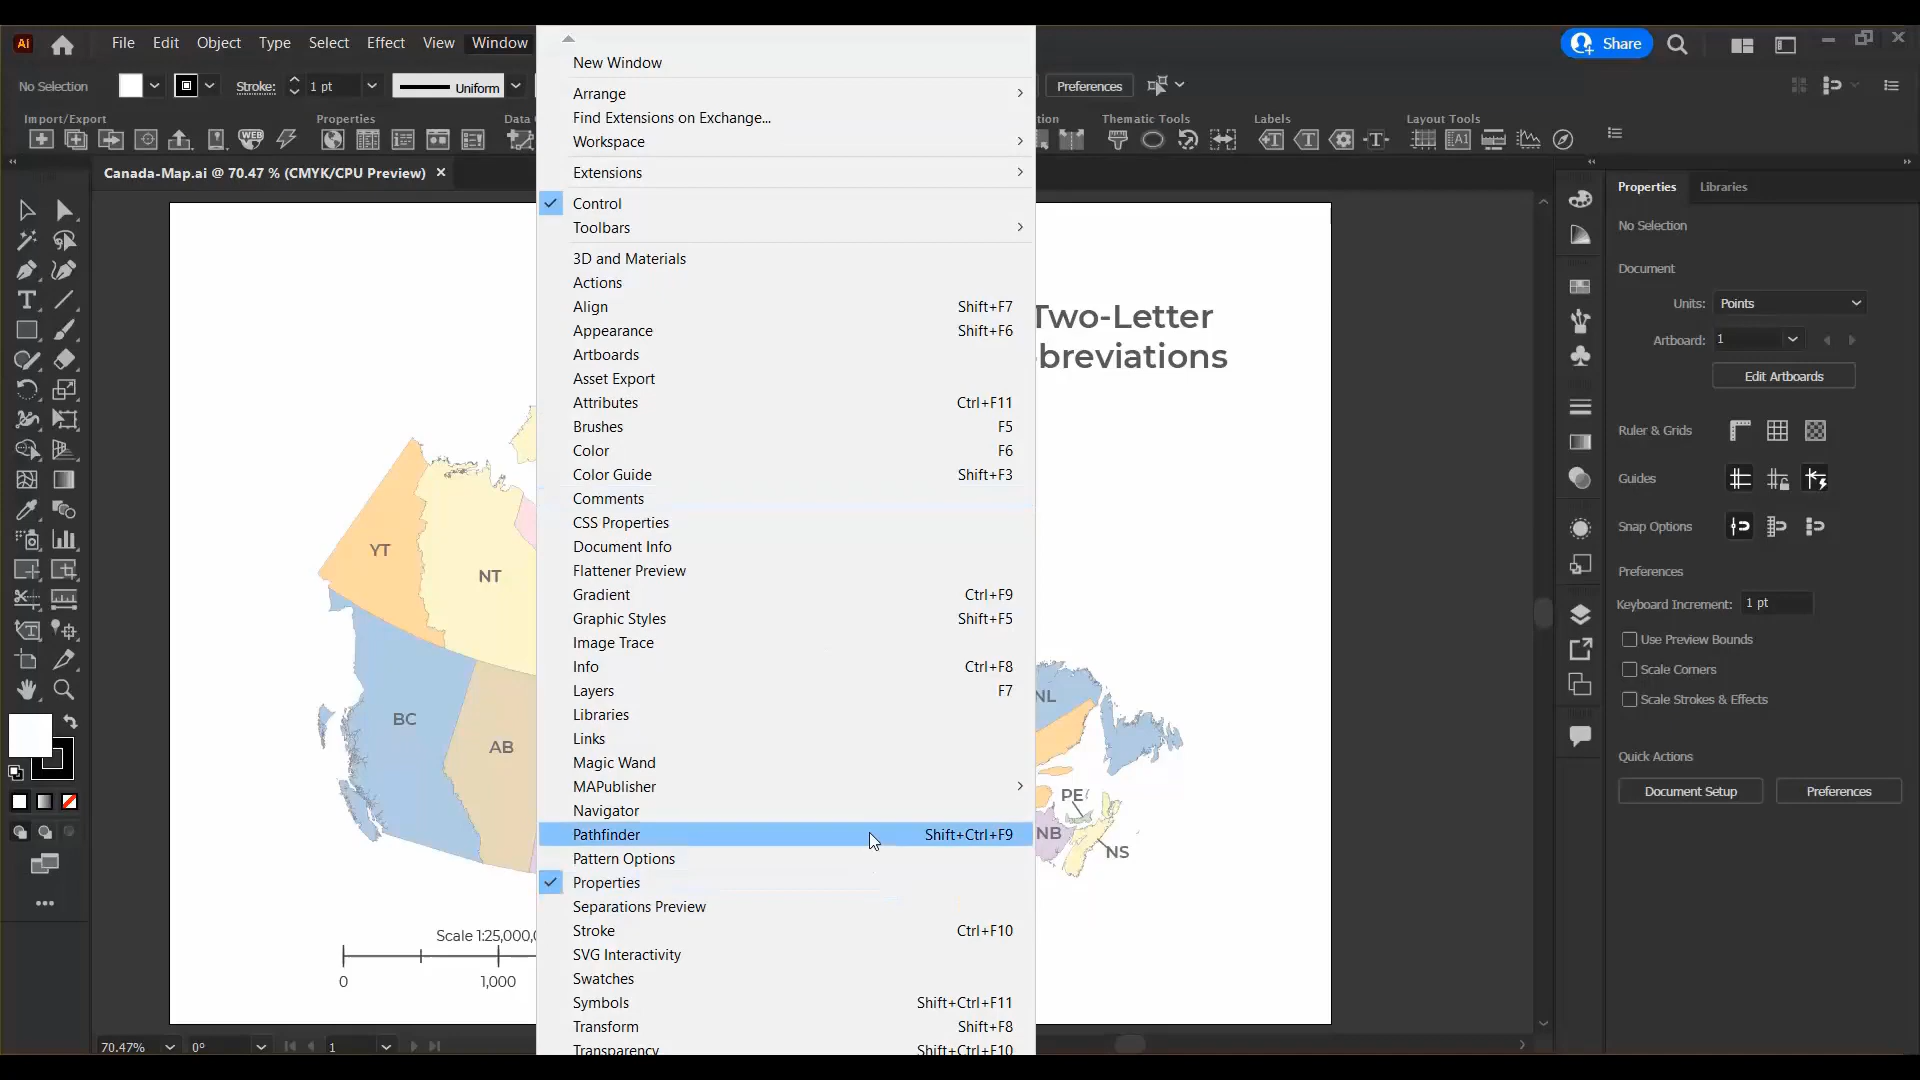 Ai
File Edit Object Type Select Effect View Window
Share
No Selection
Stroke:
1 pt
Uniform
Preferences
Import/Export
Properties
Thematic Tools
Labels
Layout Tools
WEB
Canada-Map.ai @ 70.47 % (CMYK/CPU Preview)
New Window
Arrange
Find Extensions on Exchange...
Workspace
Extensions
Control
Toolbars
3D and Materials
Actions
Align Shift+F7
Appearance Shift+F6
Artboards
Asset Export
Attributes Ctrl+F11
Brushes F5
Color F6
Color Guide Shift+F3
Comments
CSS Properties
Document Info
Flattener Preview
Gradient Ctrl+F9
Graphic Styles Shift+F5
Image Trace
Info Ctrl+F8
Layers F7
Libraries
Links
Magic Wand
MAPublisher
Navigator
Pathfinder Shift+Ctrl+F9
Pattern Options
Properties
Separations Preview
Stroke Ctrl+F10
SVG Interactivity
Swatches
Symbols Shift+Ctrl+F11
Transform Shift+F8
Transparency Shift+Ctrl+F10
Two-Letter
breviations
YT
NT
BC
AB
NL
PE
NB
NS
Scale 1:25,000,0
0
1,000
70.47%
0°
1
Properties
Libraries
No Selection
Document
Units: Points
Artboard: 1
Edit Artboards
Ruler & Grids
Guides
Snap Options
Preferences
Keyboard Increment: 1 pt
Use Preview Bounds
Scale Corners
Scale Strokes & Effects
Quick Actions
Document Setup
Preferences